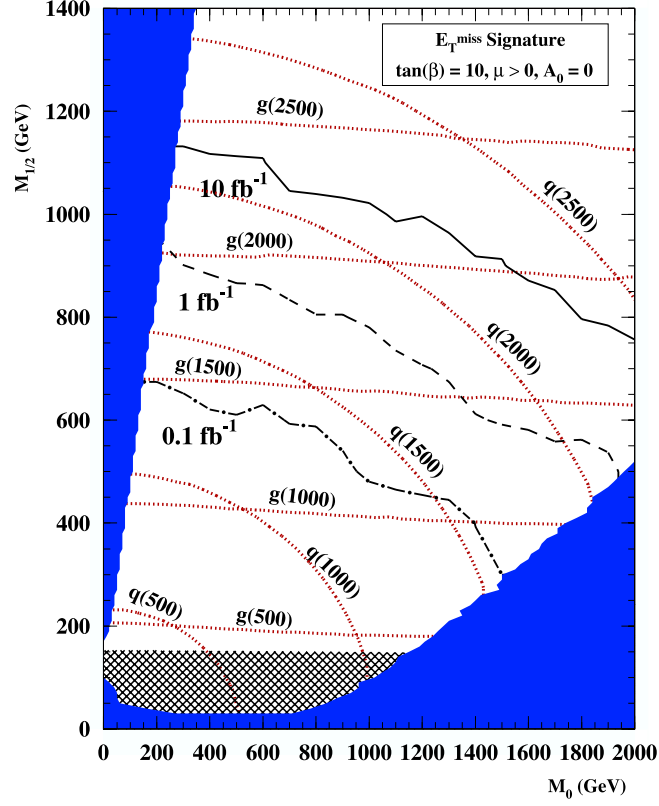 E_T^miss Signature
tan(β) = 10, μ > 0, A_0 = 0
M_1/2 (GeV)
1400
1200
1000
800
600
400
200
0
g(2500)
10 fb^-1
q(2500)
g(2000)
1 fb^-1
q(2000)
g(1500)
0.1 fb^-1
q(1500)
g(1000)
q(1000)
q(500)
g(500)
0 200 400 600 800 1000 1200 1400 1600 1800 2000
M_0 (GeV)